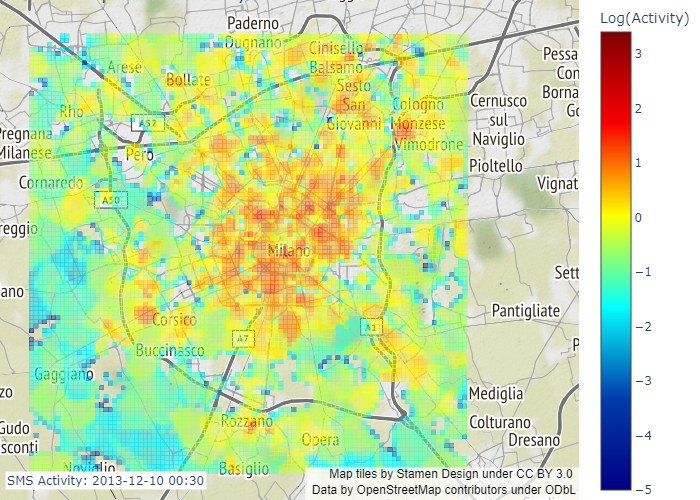 Log(Activity)
3
2
1
0
−1
−2
−3
−4
−5
Paderno
Dugnano
Cinisello
Balsamo
Arese
Bollate
Sesto
San
Giovanni
Cologno
Monzese
Vimodrone
Pessa
Con
Borna
Go
Cernusco
sul
Naviglio
Rho
A52
Pregnana
Milanese
Pero
Pioltello
Cornaredo
A50
Vignat
reggio
Milano
Sett
ano
Pantigliate
Corsico
A7
A1
P
Buccinasco
Gaggiano
zo
Mediglia
Rozzano
Colturano
Gudo
sconti
Opera
Dresano
Noviglio
Basiglio
SMS Activity: 2013-12-10 00:30
Map tiles by Stamen Design under CC BY 3.0
Data by OpenStreetMap contributors under ODbL